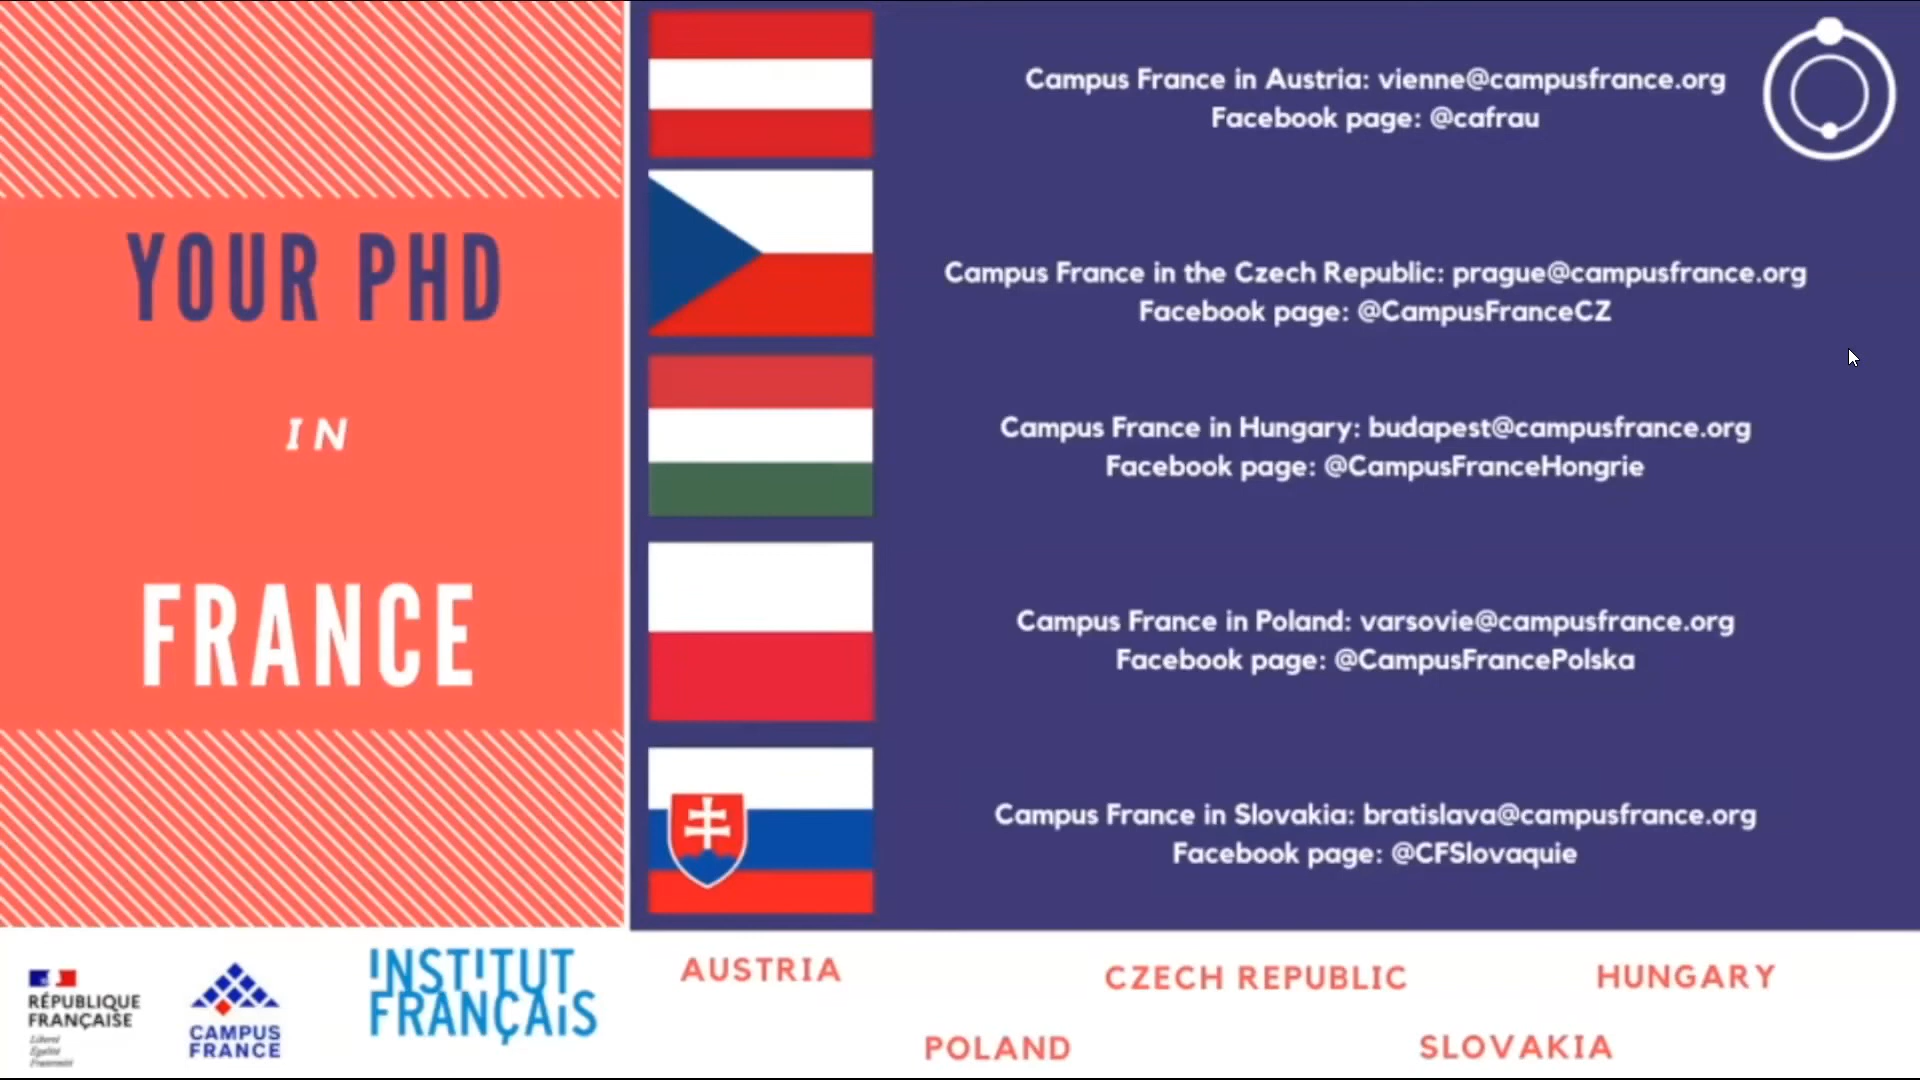 YOUR PHD
IN
FRANCE
Campus France in Austria: vienne@campusfrance.org
Facebook page: @cafrau
Campus France in the Czech Republic: prague@campusfrance.org
Facebook page: @CampusFranceCZ
Campus France in Hungary: budapest@campusfrance.org
Facebook page: @CampusFranceHongrie
Campus France in Poland: varsovie@campusfrance.org
Facebook page: @CampusFrancePolska
Campus France in Slovakia: bratislava@campusfrance.org
Facebook page: @CFSlovaquie
RÉPUBLIQUE
FRANÇAISE
Liberté
Égalité
Fraternité
CAMPUS
FRANCE
INSTITUT
FRANÇAIS
AUSTRIA
CZECH REPUBLIC
HUNGARY
POLAND
SLOVAKIA